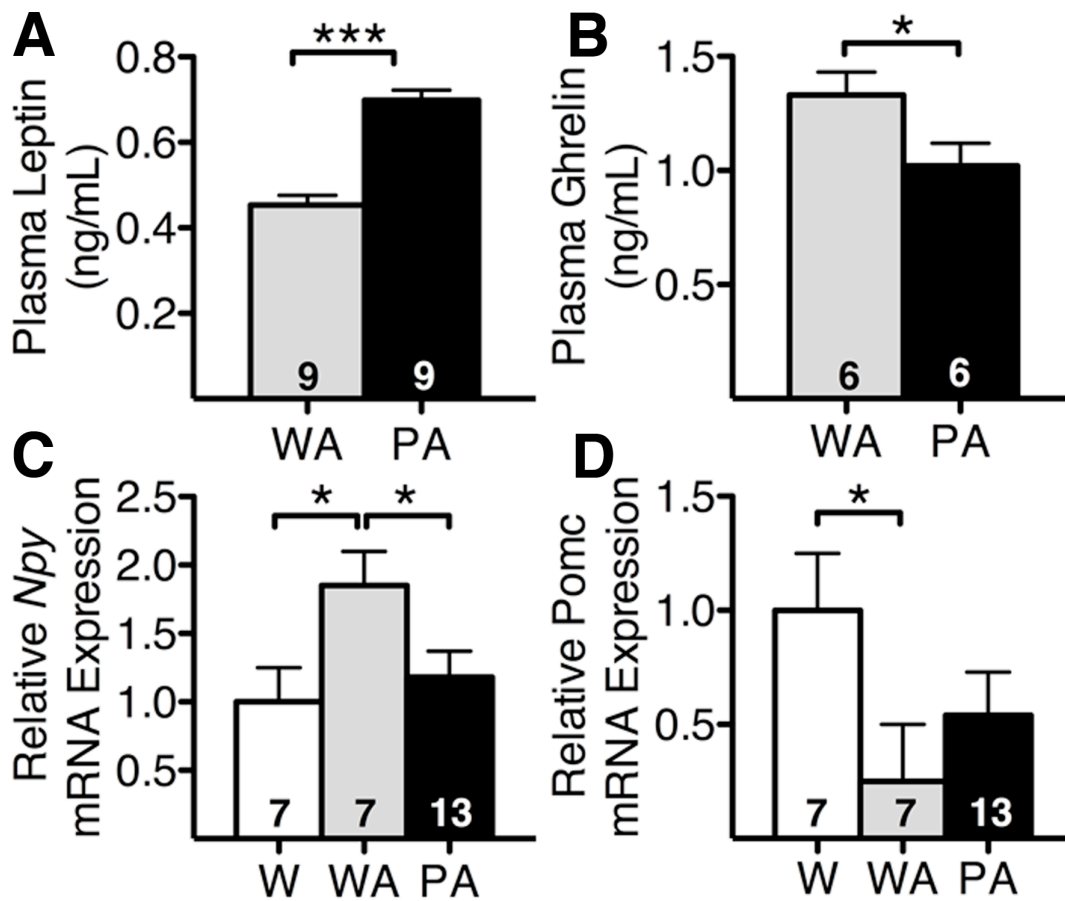 A
Plasma Leptin
(ng/mL)
0.8
0.6
0.4
0.2
***
9
9
WA
PA
B
Plasma Ghrelin
(ng/mL)
1.5
1.0
0.5
*
6
6
WA
PA
C
Relative Npy
mRNA Expression
2.5
2.0
1.5
1.0
0.5
*
*
7
7
13
W
WA
PA
D
Relative Pomc
mRNA Expression
1.5
1.0
0.5
*
7
7
13
W
WA
PA